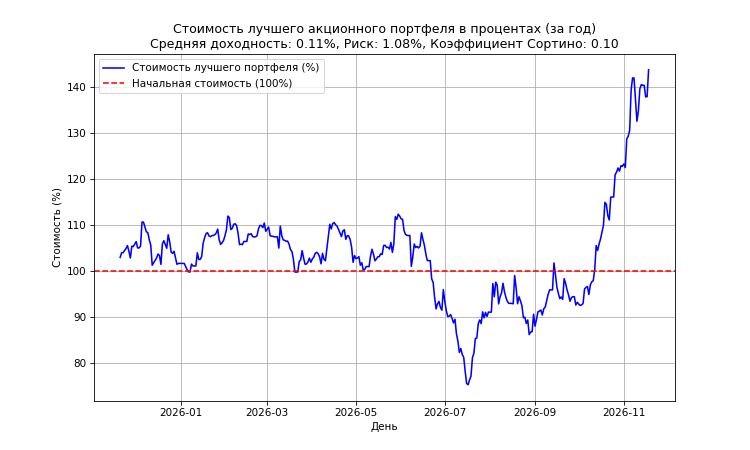 Стоимость лучшего акционного портфеля в процентах (за год)
Средняя доходность: 0.11%, Риск: 1.08%, Коэффициент Сортино: 0.10
Стоимость лучшего портфеля (%)
Начальная стоимость (100%)
Стоимость (%)
140
130
120
110
100
90
80
2026-01
2026-03
2026-05
2026-07
2026-09
2026-11
День